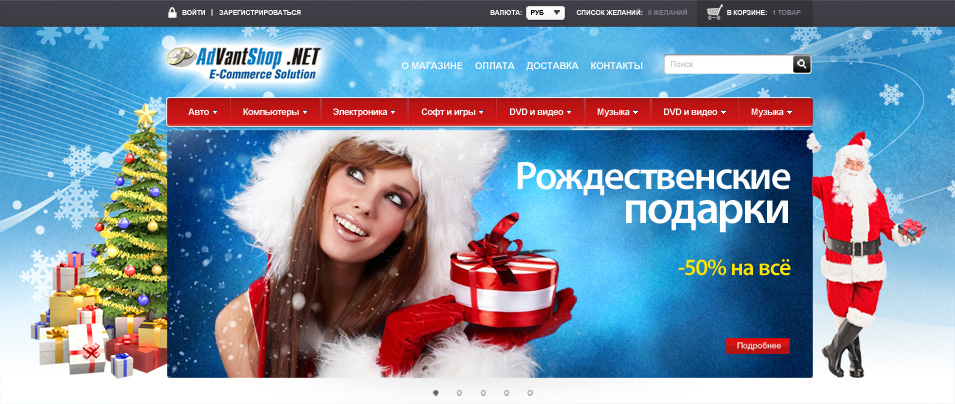 ВОЙТИ | ЗАРЕГИСТРИРОВАТЬСЯ
ВАЛЮТА: РУБ
СПИСОК ЖЕЛАНИЙ: 0 ЖЕЛАНИЙ
В КОРЗИНЕ: 1 ТОВАР
AdVantShop .NET
E-Commerce Solution
О МАГАЗИНЕ ОПЛАТА ДОСТАВКА КОНТАКТЫ
Поиск
Авто Компьютеры Электроника Софт и игры DVD и видео Музыка DVD и видео Музыка
Рождественские
подарки
-50% на всё
Подробнее